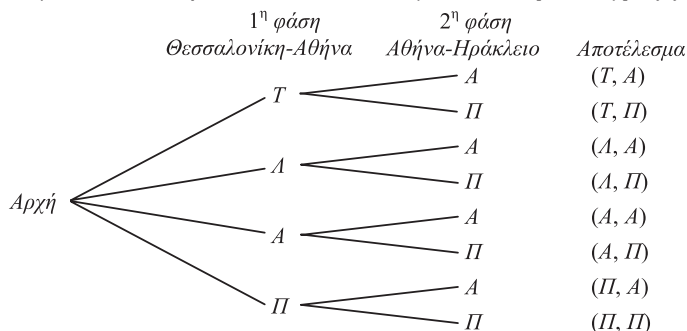 1η φάση 2η φάση
Θεσσαλονίκη-Αθήνα Αθήνα-Ηράκλειο Αποτέλεσμα
Α (Τ, Α)
Τ
Π (Τ, Π)
Α (Λ, Α)
Λ
Π (Λ, Π)
Αρχή
Α (Α, Α)
Α
Π (Α, Π)
Α (Π, Α)
Π
Π (Π, Π)